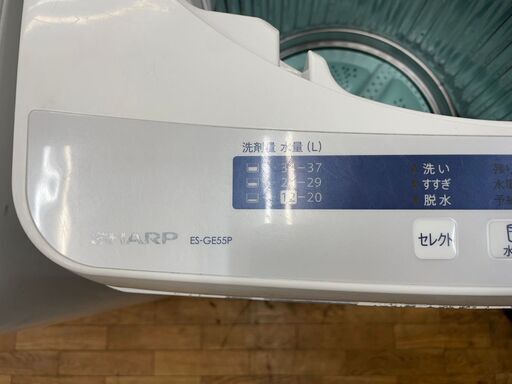 洗剤量 水量 (L)
-37
-29
12-20
洗い
すすぎ
脱水
SHARP ES-GE55P
セレクト
水